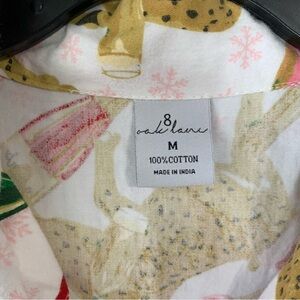 8
oak lane
M
100%COTTON
MADE IN INDIA